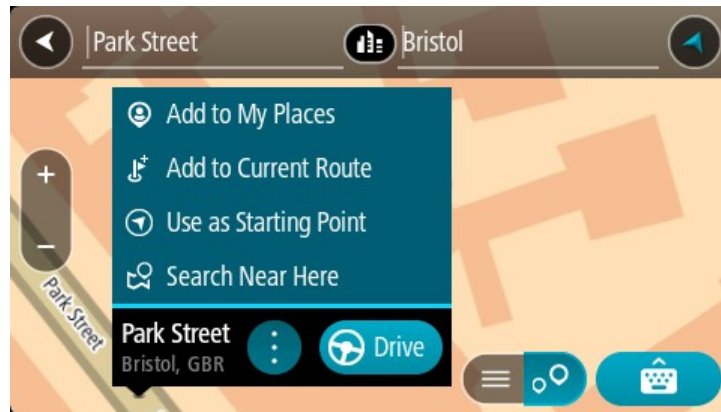 Park Street Bristol
Add to My Places
Add to Current Route
Use as Starting Point
Search Near Here
Park Street
Park Street
Bristol, GBR
Drive